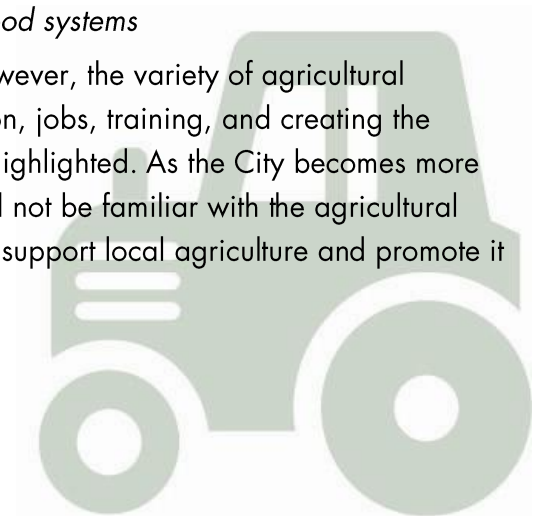 od systems
wever, the variety of agricultural
n, jobs, training, and creating the
ighlighted. As the City becomes more
not be familiar with the agricultural
support local agriculture and promote it